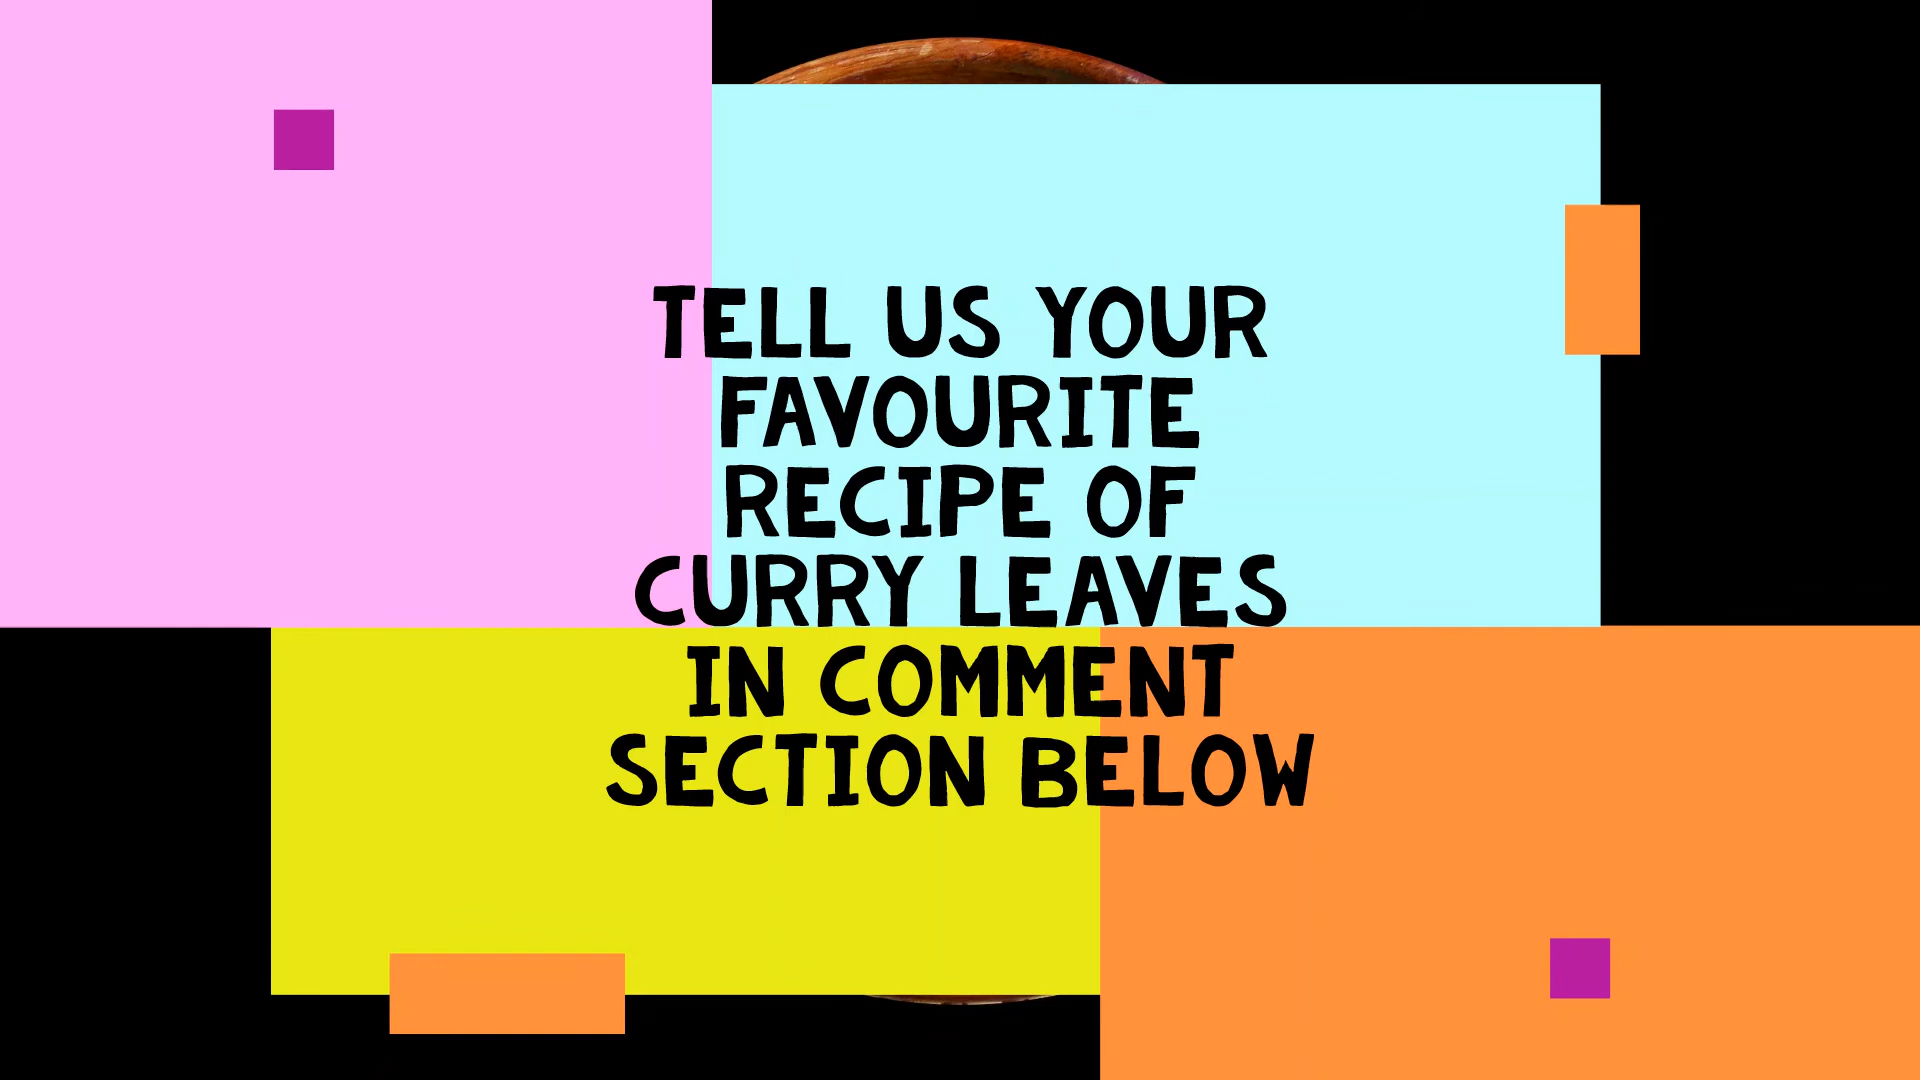 TELL US YOUR
FAVOURITE
RECIPE OF
CURRY LEAVES
IN COMMENT
SECTION BELOW